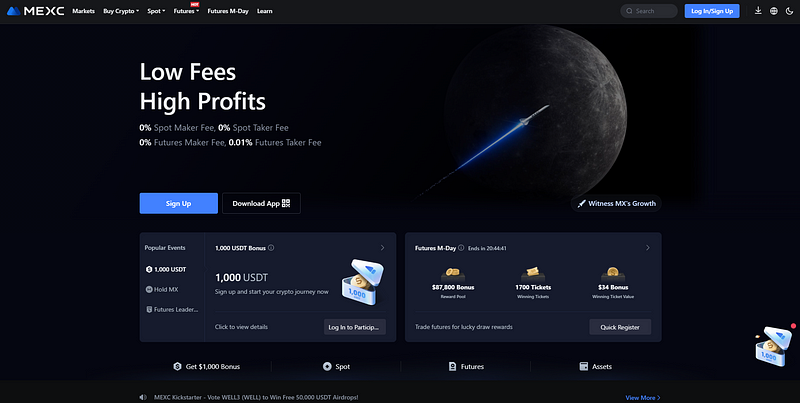 MEXC Markets Buy Crypto Spot Futures HOT Futures M-Day Learn Search Log In/Sign Up
Low Fees
High Profits
0% Spot Maker Fee, 0% Spot Taker Fee
0% Futures Maker Fee, 0.01% Futures Taker Fee
Sign Up Download App Witness MX's Growth
Popular Events
1,000 USDT
Hold MX
Futures Leader...
1,000 USDT Bonus
1,000 USDT
Sign up and start your crypto journey now
1,000
Click to view details Log In to Particip...
Futures M-Day Ends in 20:44:41
$87,800 Bonus 1700 Tickets $34 Bonus
Reward Pool Winning Tickets Winning Ticket Value
Trade futures for lucky draw rewards Quick Register
1,000
Get $1,000 Bonus Spot Futures Assets
MEXC Kickstarter - Vote WELL3 (WELL) to Win Free 50,000 USDT Airdrops! View More